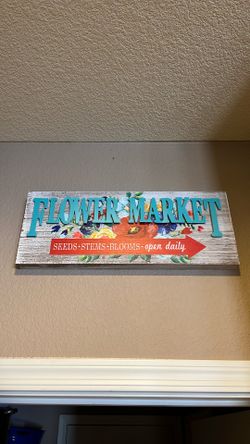 FLOWER MARKET
SEEDS-STEMS-BLOOMS-open daily